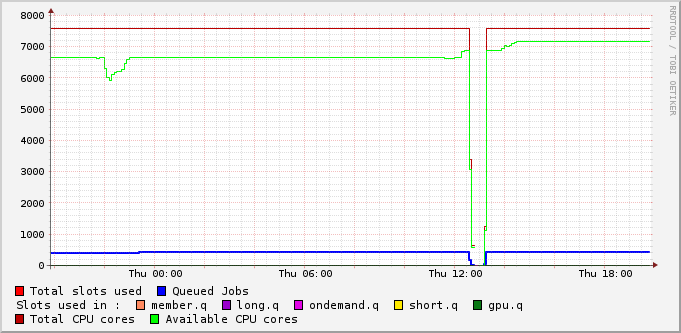 8000
7000
6000
5000
4000
3000
2000
1000
0
Thu 00:00 Thu 06:00 Thu 12:00 Thu 18:00
Total slots used Queued Jobs
Slots used in : member.q long.q ondemand.q short.q gpu.q
Total CPU cores Available CPU cores
RRDTOOL / TOBI OETIKER